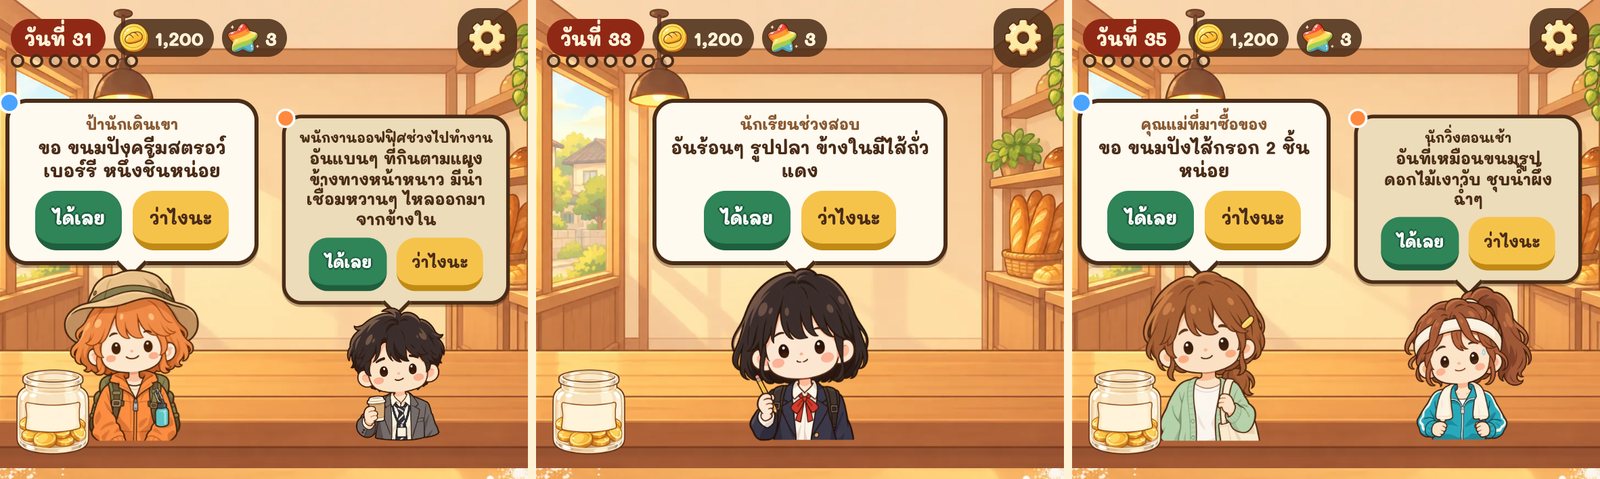 วันที่ 31
1,200
3
ป้านักเดินเขา
ขอ ขนมปังครีมสตรอว์
เบอร์รี หนึ่งชิ้นหน่อย
ได้เลย
ว่าไงนะ
พนักงานออฟฟิศช่วงไปทำงาน
อันแบนๆ ที่กินตามแผง
ข้างทางหน้าหนาว มีน้ำ
เชื่อมหวานๆ ไหลออกมา
จากข้างใน
ได้เลย
ว่าไงนะ
วันที่ 33
1,200
3
นักเรียนช่วงสอบ
อันร้อนๆ รูปปลา ข้างในมีไส้ถั่ว
แดง
ได้เลย
ว่าไงนะ
วันที่ 35
1,200
3
คุณแม่ที่มาซื้อของ
ขอ ขนมปังไส้กรอก 2 ชิ้น
หน่อย
ได้เลย
ว่าไงนะ
นักวิ่งตอนเช้า
อันที่เหมือนขนมรูป
ดอกไม้เงาวับ ชุบน้ำผึ้ง
ฉ่ำๆ
ได้เลย
ว่าไงนะ